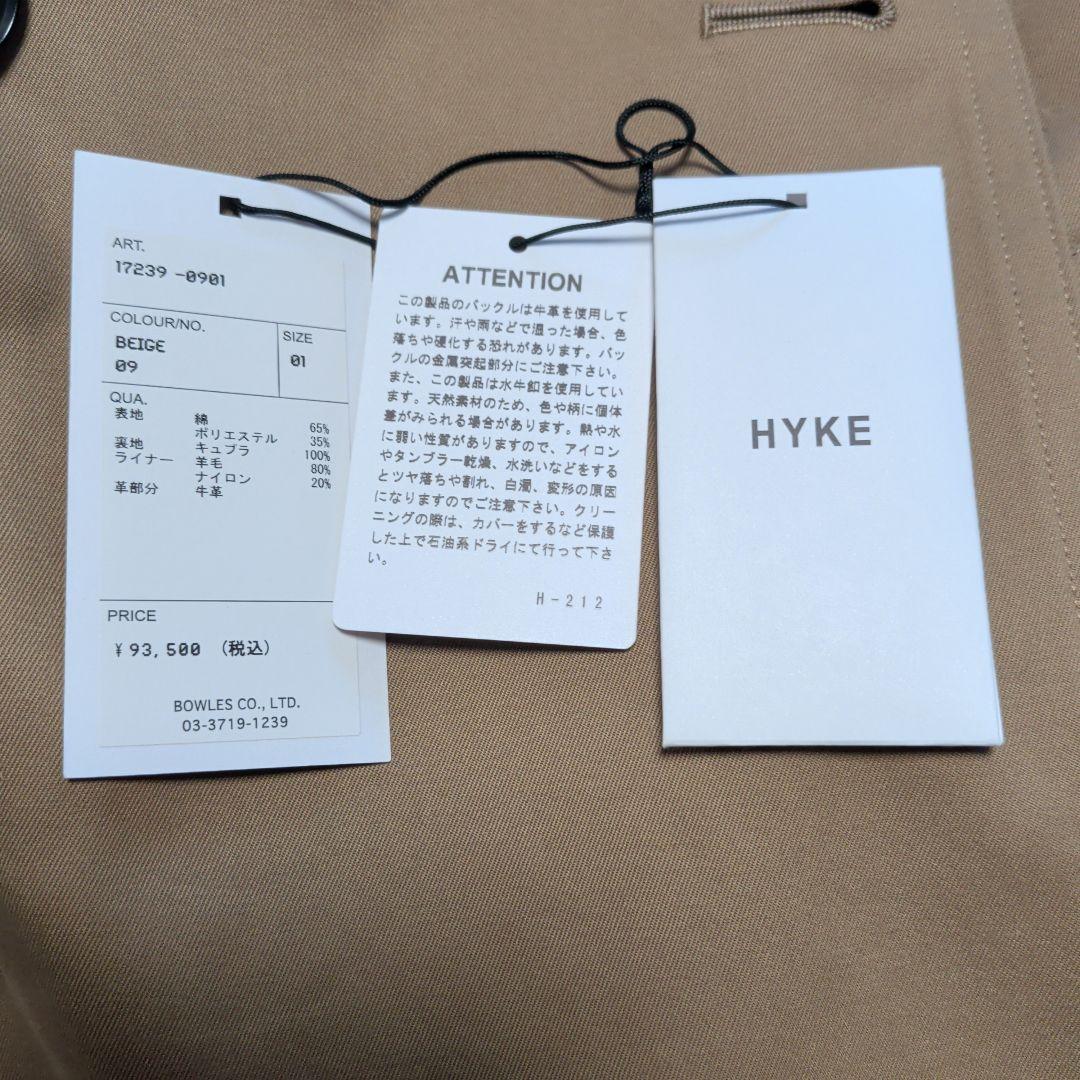 ART.
17239 -0901
COLOUR/NO.
BEIGE
09
SIZE
01
QUA.
表地 綿 65%
ポリエステル 35%
裏地 キュプラ 100%
ライナー 羊毛 80%
ナイロン 20%
革部分 牛革
PRICE
¥93,500 (税込)
BOWLES CO., LTD.
03-3719-1239
ATTENTION
この製品のバックルは牛革を使用して
います。汗や雨などで湿った場合、色
落ちや硬化する恐れがあります。バッ
クルの金属突起部分にご注意下さい。
また、この製品は水牛釦を使用してい
ます。天然素材のため、色や柄に個体
差がみられる場合があります。熱や水
に弱い性質がありますので、アイロン
やタンブラー乾燥、水洗いなどをする
とツヤ落ちや割れ、白濁、変形の原因
になりますのでご注意下さい。クリー
ニングの際は、カバーをするなど保護
した上で石油系ドライにて行って下さ
い。
H-212
HYKE